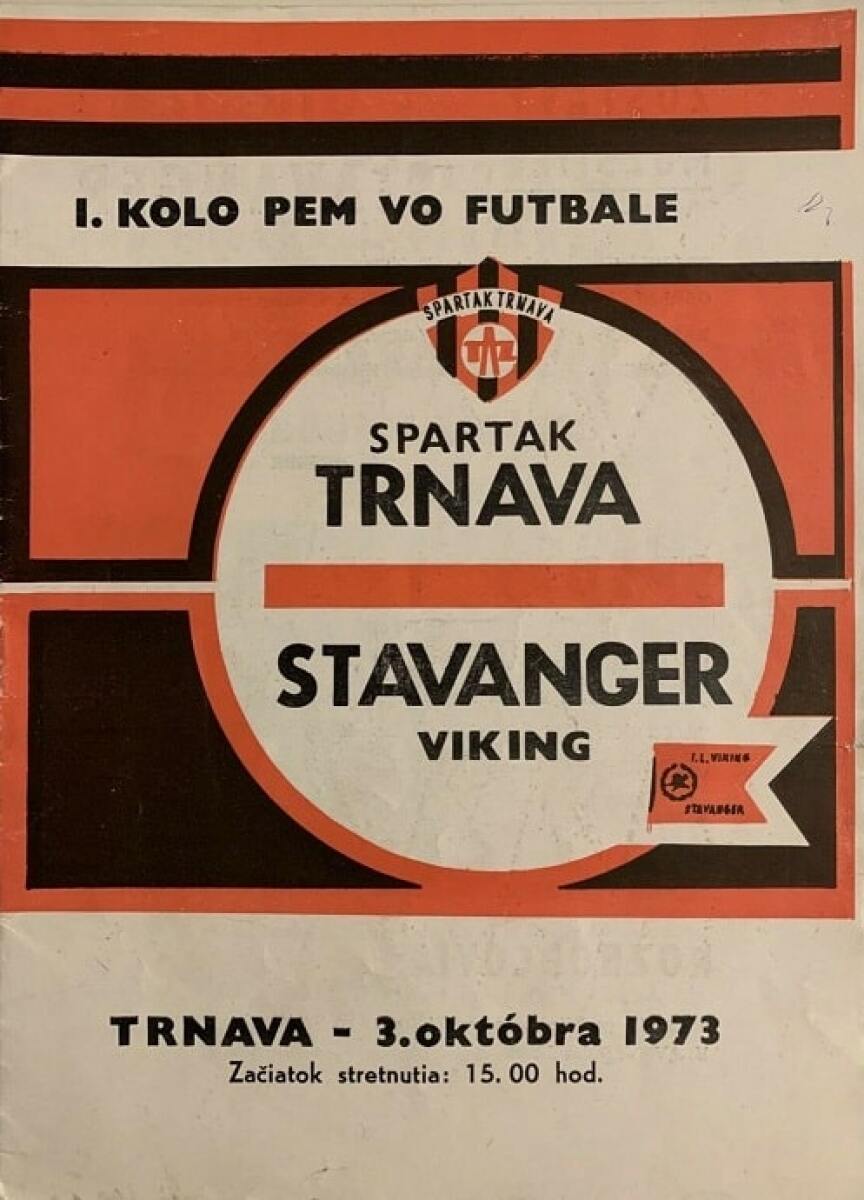 I. KOLO PEM VO FUTBALE
SPARTAK TRNAVA
TAZ
SPARTAK
TRNAVA
STAVANGER
VIKING
I.L. VIKING
STAVANGER
TRNAVA - 3. októbra 1973
Začiatok stretnutia: 15.00 hod.